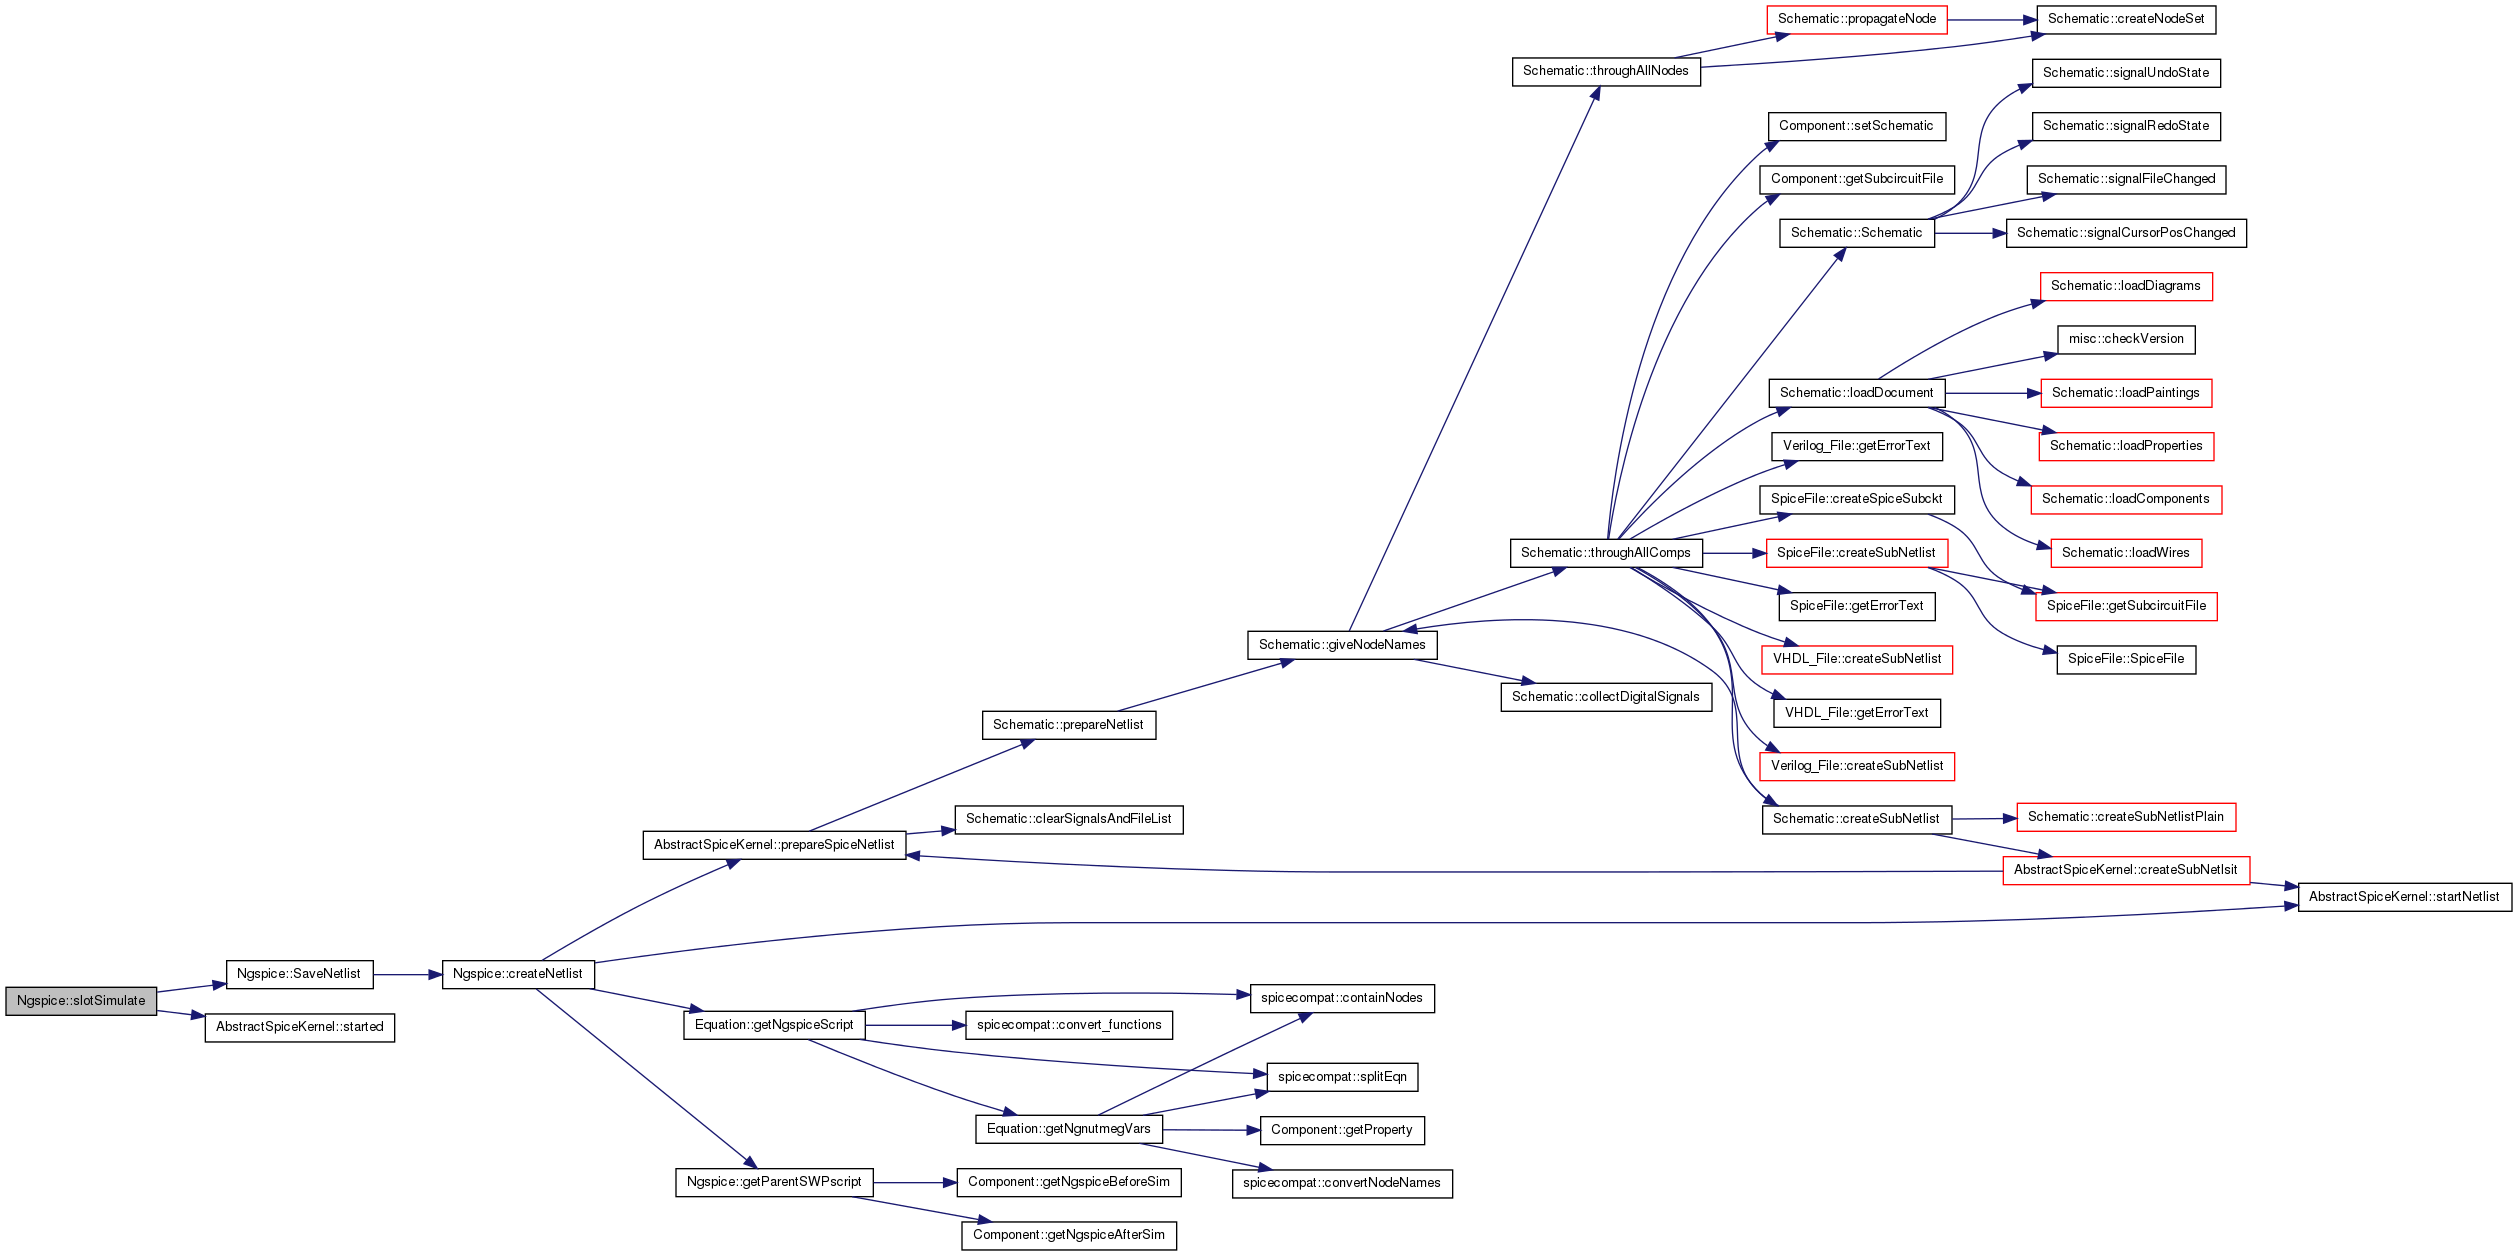 Schematic::propagateNode
Schematic::createNodeSet
Schematic::throughAllNodes
Schematic::signalUndoState
Component::setSchematic
Schematic::signalRedoState
Component::getSubcircuitFile
Schematic::signalFileChanged
Schematic::Schematic
Schematic::signalCursorPosChanged
Schematic::loadDiagrams
misc::checkVersion
Schematic::loadDocument
Schematic::loadPaintings
Verilog_File::getErrorText
Schematic::loadProperties
SpiceFile::createSpiceSubckt
Schematic::loadComponents
Schematic::throughAllComps
SpiceFile::createSubNetlist
Schematic::loadWires
SpiceFile::getErrorText
SpiceFile::getSubcircuitFile
Schematic::giveNodeNames
VHDL_File::createSubNetlist
SpiceFile::SpiceFile
Schematic::collectDigitalSignals
VHDL_File::getErrorText
Schematic::prepareNetlist
Verilog_File::createSubNetlist
Schematic::clearSignalsAndFileList
Schematic::createSubNetlist
Schematic::createSubNetlistPlain
AbstractSpiceKernel::prepareSpiceNetlist
AbstractSpiceKernel::createSubNetlsit
AbstractSpiceKernel::startNetlist
Ngspice::SaveNetlist
Ngspice::createNetlist
Ngspice::slotSimulate
spicecompat::containNodes
AbstractSpiceKernel::started
Equation::getNgspiceScript
spicecompat::convert_functions
spicecompat::splitEqn
Equation::getNgnutmegVars
Component::getProperty
Ngspice::getParentSWPscript
Component::getNgspiceBeforeSim
spicecompat::convertNodeNames
Component::getNgspiceAfterSim